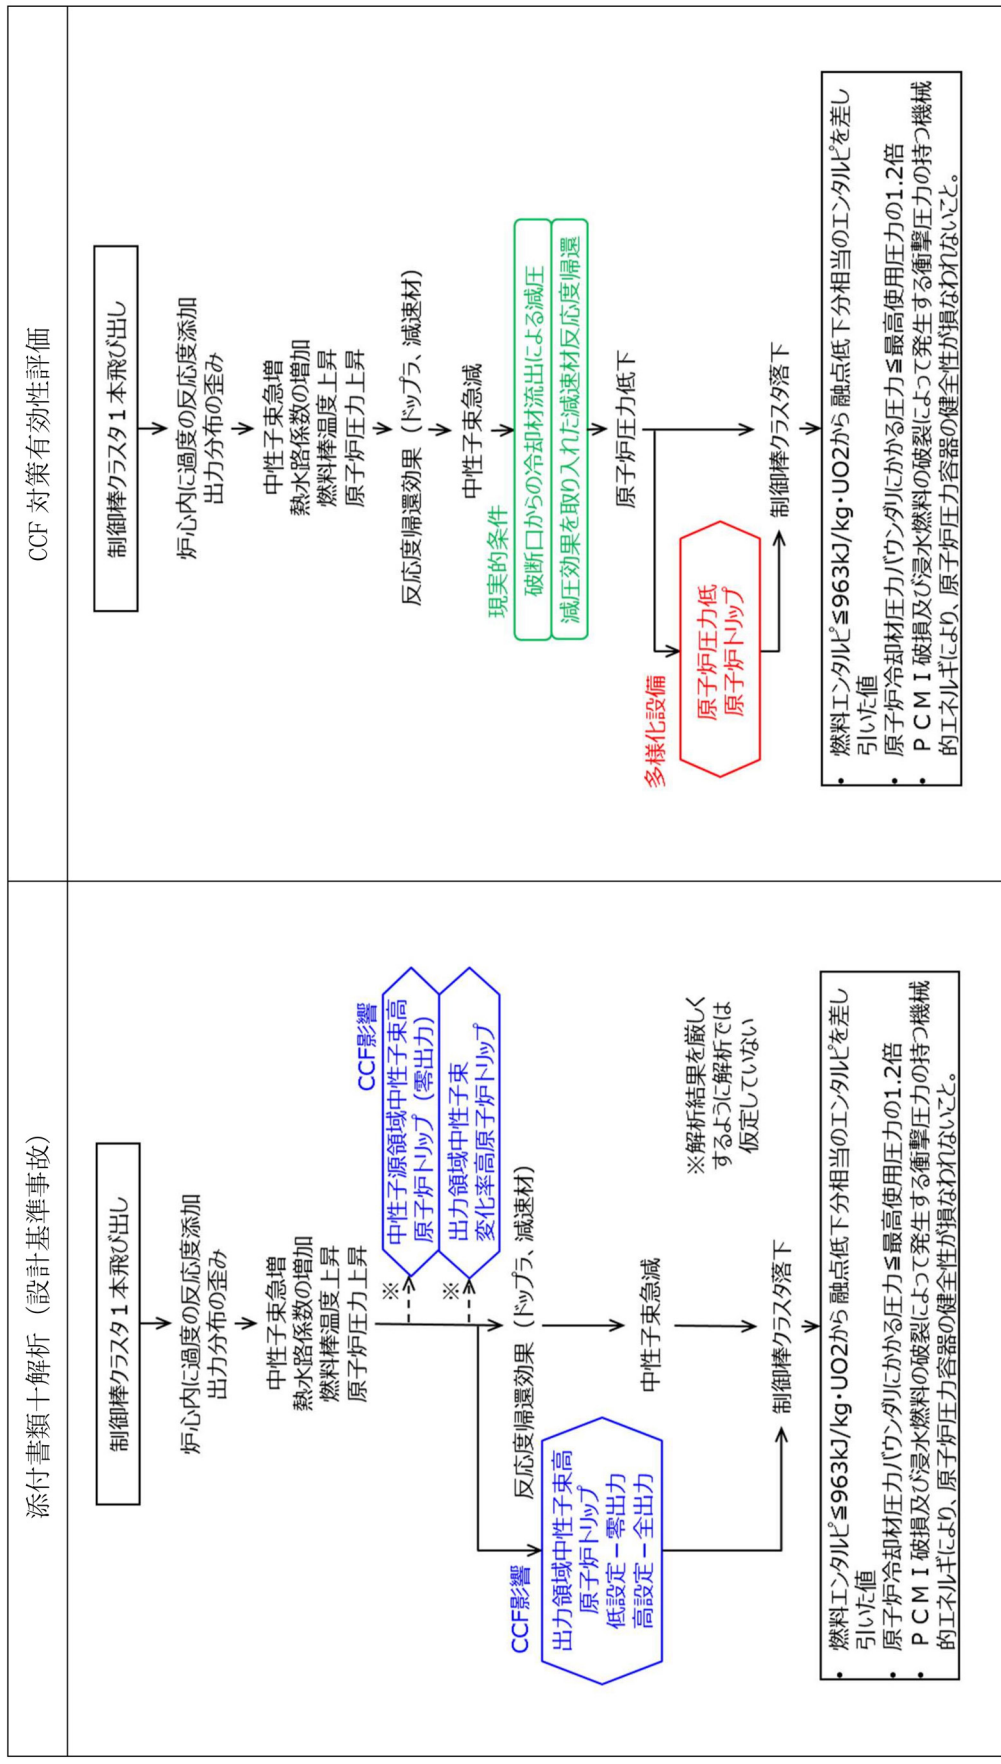 添付書類十解析（設計基準事故）
制御棒クラスタ１本飛び出し
炉心内に過度の反応度添加
出力分布の歪み
中性子束急増
熱水路係数の増加
燃料棒温度上昇
原子炉圧力上昇
CCF影響
※
中性子源領域中性子束高
原子炉トリップ（零出力）
※
出力領域中性子束
変化率高原子炉トリップ
反応度帰還効果（ドップラ、減速材）
CCF影響
出力領域中性子束高
原子炉トリップ
低設定－零出力
高設定－全出力
中性子束急減
※解析結果を厳しく
するように解析では
仮定していない
制御棒クラスタ落下
• 燃料エンタルピ≦963kJ/kg・UO2から 融点低下分相当のエンタルピを差し
引いた値
• 原子炉冷却材圧力バウンダリにかかる圧力≦最高使用圧力の1.2倍
• ＰＣＭＩ破損及び浸水燃料の破裂によって発生する衝撃圧力の持つ機械
的エネルギにより、原子炉圧力容器の健全性が損なわれないこと。
CCF 対策有効性評価
制御棒クラスタ１本飛び出し
炉心内に過度の反応度添加
出力分布の歪み
中性子束急増
熱水路係数の増加
燃料棒温度上昇
原子炉圧力上昇
反応度帰還効果（ドップラ、減速材）
中性子束急減
現実的条件
破断口からの冷却材流出による減圧
減圧効果を取り入れた減速材反応度帰還
原子炉圧力低下
多様化設備
原子炉圧力低
原子炉トリップ
制御棒クラスタ落下
• 燃料エンタルピ≦963kJ/kg・UO2から 融点低下分相当のエンタルピを差し
引いた値
• 原子炉冷却材圧力バウンダリにかかる圧力≦最高使用圧力の1.2倍
• ＰＣＭＩ破損及び浸水燃料の破裂によって発生する衝撃圧力の持つ機械
的エネルギにより、原子炉圧力容器の健全性が損なわれないこと。